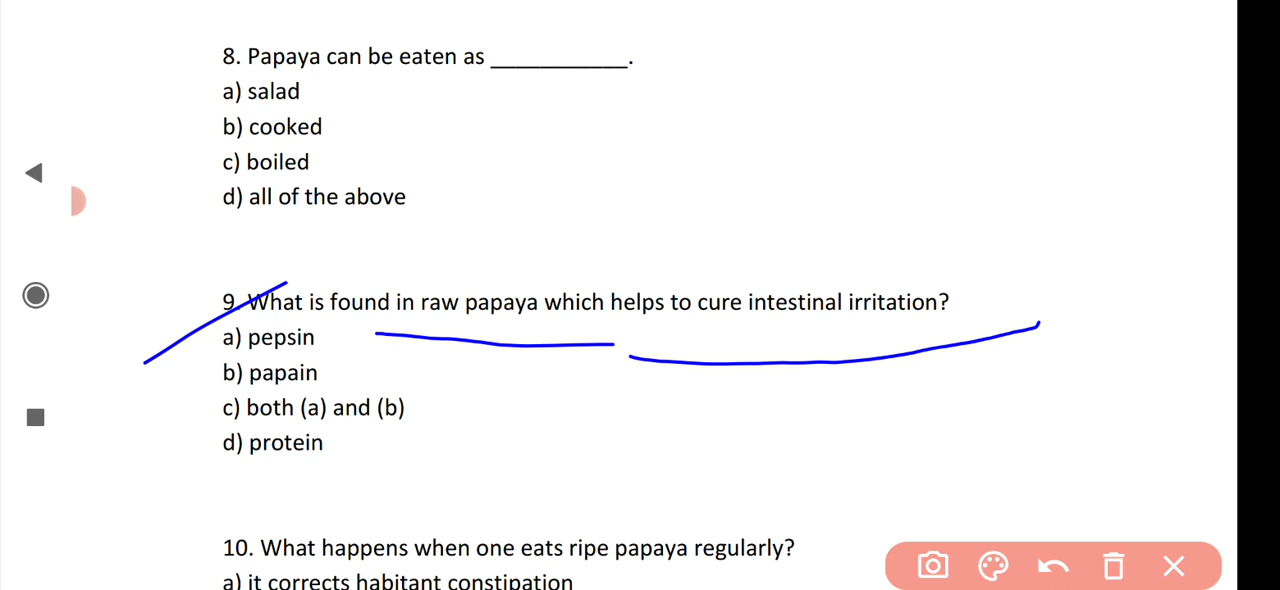 8. Papaya can be eaten as ___________.
a) salad
b) cooked
c) boiled
d) all of the above
9. What is found in raw papaya which helps to cure intestinal irritation?
a) pepsin
b) papain
c) both (a) and (b)
d) protein
10. What happens when one eats ripe papaya regularly?
a) it corrects habitant constipation